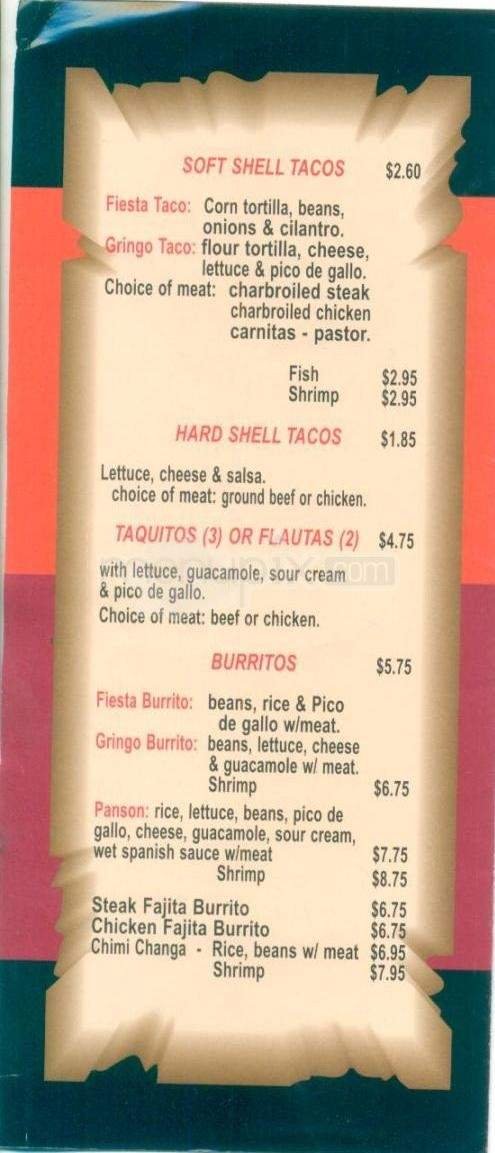 SOFT SHELL TACOS $2.60
Fiesta Taco: Corn tortilla, beans,
onions & cilantro.
Gringo Taco: flour tortilla, cheese,
lettuce & pico de gallo.
Choice of meat: charbroiled steak
charbroiled chicken
carnitas - pastor.
Fish $2.95
Shrimp $2.95
HARD SHELL TACOS $1.85
Lettuce, cheese & salsa.
choice of meat: ground beef or chicken.
TAQUITOS (3) OR FLAUTAS (2) $4.75
with lettuce, guacamole, sour cream
& pico de gallo.
Choice of meat: beef or chicken.
BURRITOS $5.75
Fiesta Burrito: beans, rice & Pico
de gallo w/meat.
Gringo Burrito: beans, lettuce, cheese
& guacamole w/ meat.
Shrimp $6.75
Panson: rice, lettuce, beans, pico de
gallo, cheese, guacamole, sour cream,
wet spanish sauce w/meat $7.75
Shrimp $8.75
Steak Fajita Burrito $6.75
Chicken Fajita Burrito $6.75
Chimi Changa - Rice, beans w/ meat $6.95
Shrimp $7.95